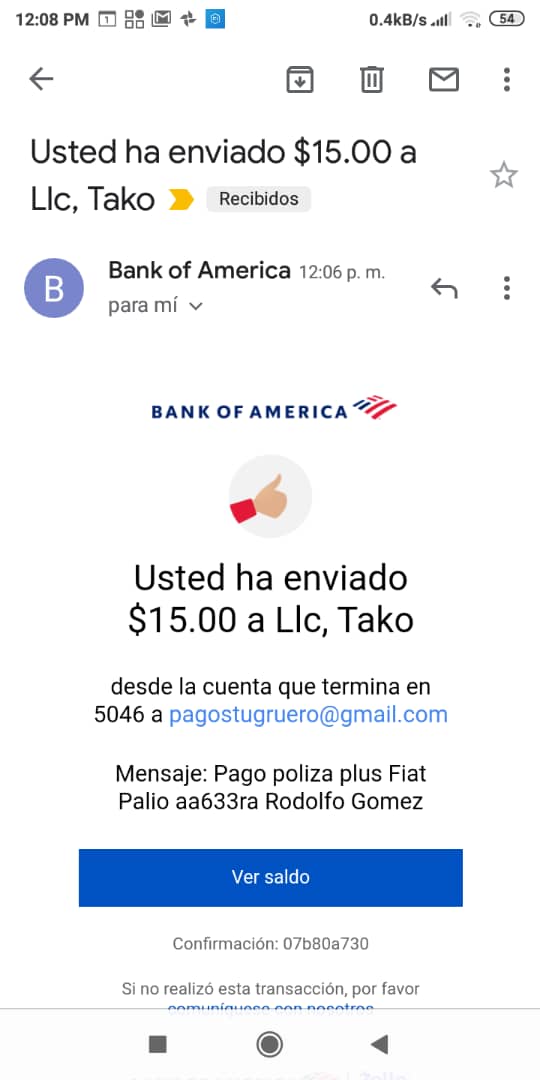 12:08 PM 1 0.4kB/s 54
Usted ha enviado $15.00 a
Llc, Tako Recibidos
B Bank of America 12:06 p. m.
para mí
BANK OF AMERICA
Usted ha enviado
$15.00 a Llc, Tako
desde la cuenta que termina en
5046 a pagostugruero@gmail.com
Mensaje: Pago poliza plus Fiat
Palio aa633ra Rodolfo Gomez
Ver saldo
Confirmación: 07b80a730
Si no realizó esta transacción, por favor
comuníquese con nosotros